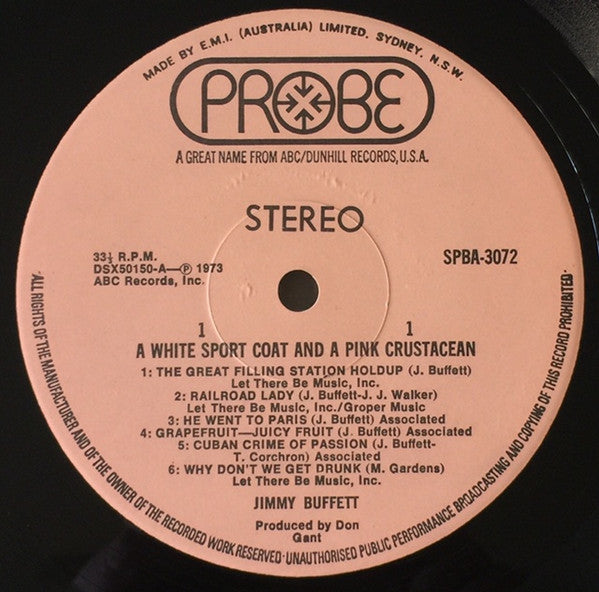 MADE BY E.M.I. (AUSTRALIA) LIMITED. SYDNEY. N.S.W.
PROBE
A GREAT NAME FROM ABC/DUNHILL RECORDS, U.S.A.
STEREO
33⅓ R.P.M.
DSX50150-A—Ⓟ 1973
ABC Records, Inc.
SPBA-3072
1 1
A WHITE SPORT COAT AND A PINK CRUSTACEAN
1: THE GREAT FILLING STATION HOLDUP (J. Buffett)
Let There Be Music, Inc.
2: RAILROAD LADY (J. Buffett-J. J. Walker)
Let There Be Music, Inc./Groper Music
3: HE WENT TO PARIS (J. Buffett) Associated
4: GRAPEFRUIT—JUICY FRUIT (J. Buffett) Associated
5: CUBAN CRIME OF PASSION (J. Buffett-
T. Corchron) Associated
6: WHY DON'T WE GET DRUNK (M. Gardens)
Let There Be Music, Inc.
JIMMY BUFFETT
Produced by Don
Gant
·ALL RIGHTS OF THE MANUFACTURER AND OF THE OWNER OF THE RECORDED WORK RESERVED·UNAUTHORISED PUBLIC PERFORMANCE BROADCASTING AND COPYING OF THIS RECORD PROHIBITED·